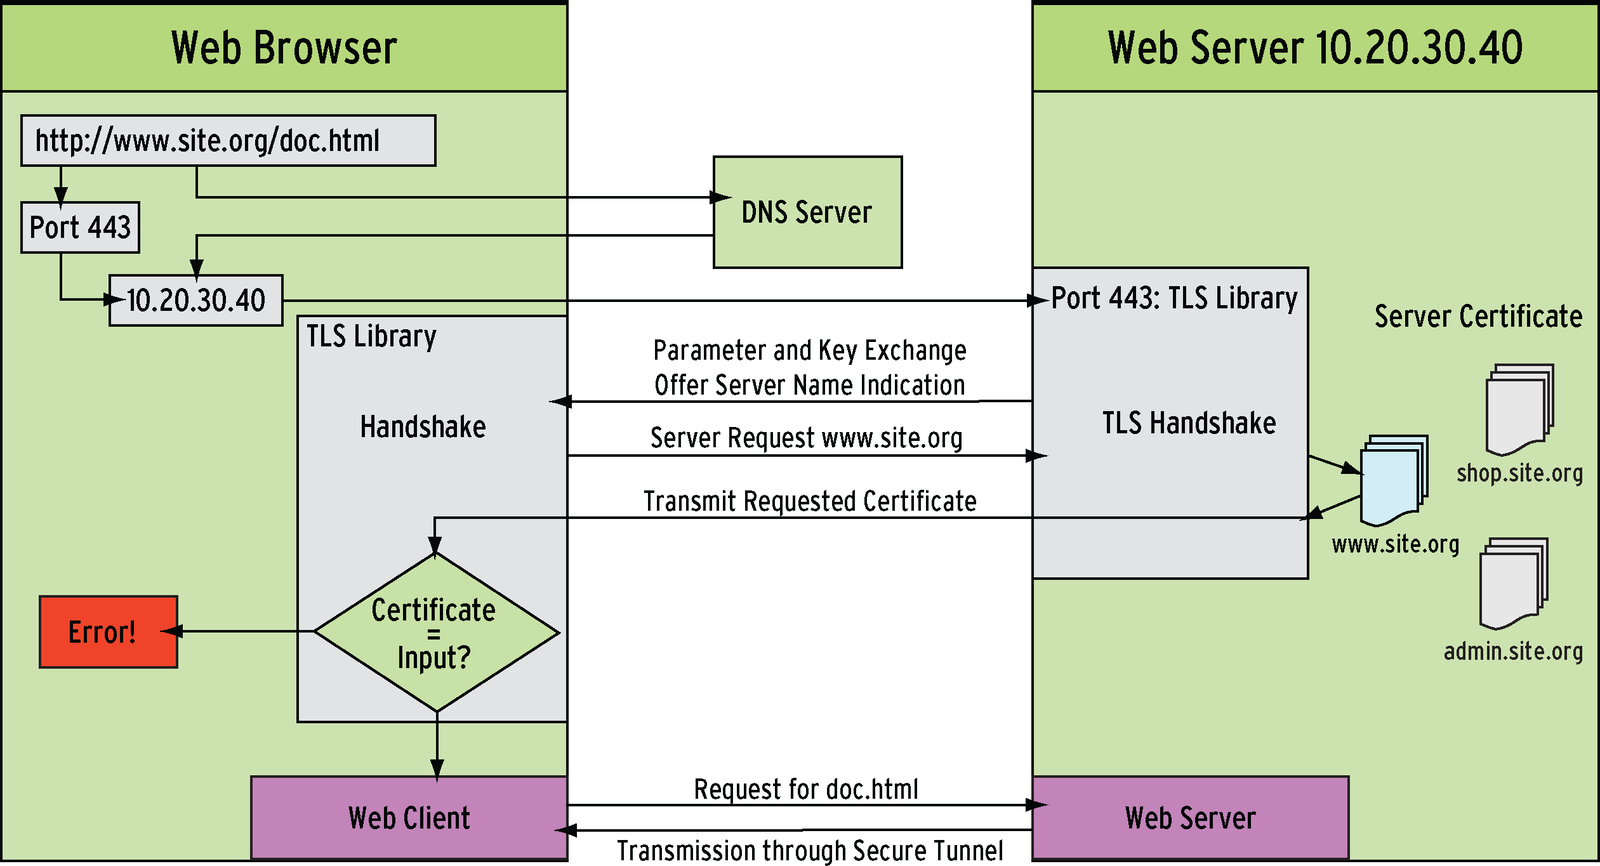 Web Browser
Web Server 10.20.30.40
http://www.site.org/doc.html
DNS Server
Port 443
10.20.30.40
Port 443: TLS Library
Server Certificate
TLS Library
Parameter and Key Exchange
Offer Server Name Indication
Handshake
TLS Handshake
Server Request www.site.org
shop.site.org
Transmit Requested Certificate
www.site.org
Certificate
=
Input?
Error!
admin.site.org
Request for doc.html
Web Client
Web Server
Transmission through Secure Tunnel